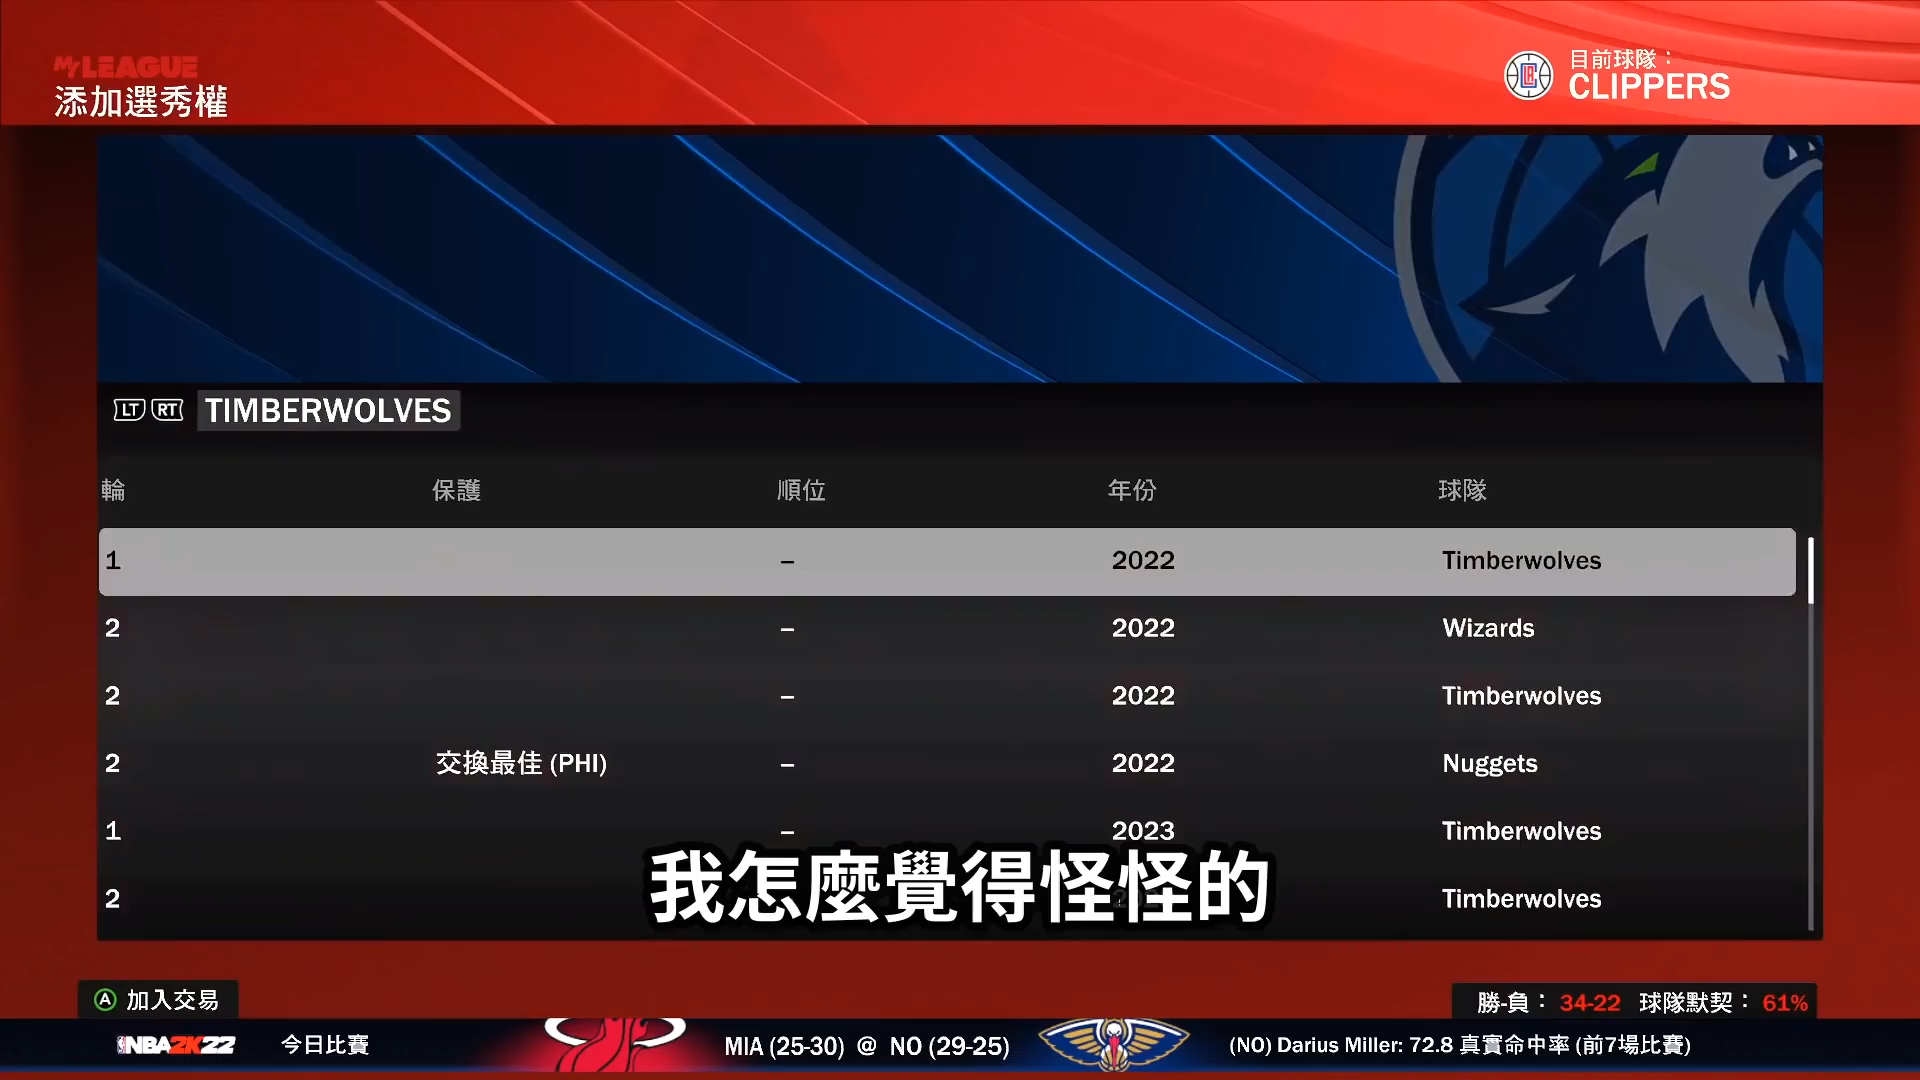 MyLEAGUE
添加選秀權
目前球隊：
CLIPPERS
LT RT TIMBERWOLVES
輪 保護 順位 年份 球隊
1 – 2022 Timberwolves
2 – 2022 Wizards
2 – 2022 Timberwolves
2 交換最佳 (PHI) – 2022 Nuggets
1 – 2023 Timberwolves
2 Timberwolves
我怎麼覺得怪怪的
A 加入交易
勝-負： 34-22 球隊默契： 61%
NBA2K22 今日比賽 MIA (25-30) @ NO (29-25) (NO) Darius Miller: 72.8 真實命中率 (前7場比賽)